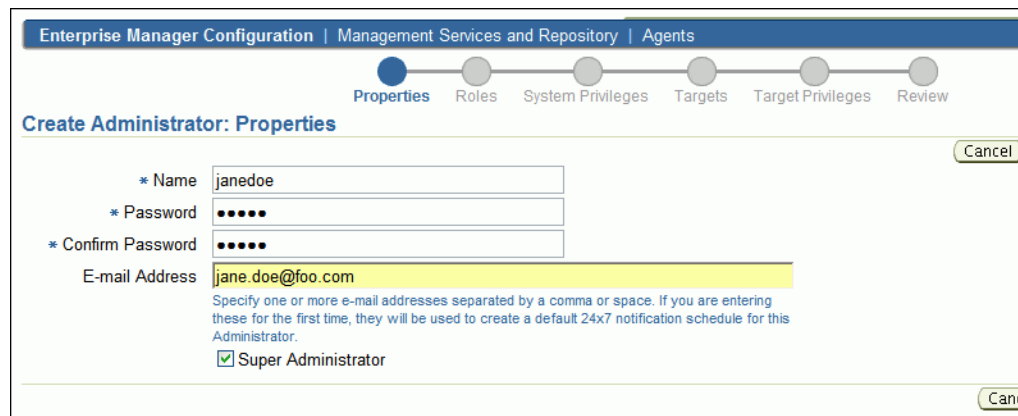 Enterprise Manager Configuration | Management Services and Repository | Agents
Properties Roles System Privileges Targets Target Privileges Review
Create Administrator: Properties
Cancel
* Name janedoe
* Password •••••
* Confirm Password •••••
E-mail Address jane.doe@foo.com
Specify one or more e-mail addresses separated by a comma or space. If you are entering
these for the first time, they will be used to create a default 24x7 notification schedule for this
Administrator.
Super Administrator
Can